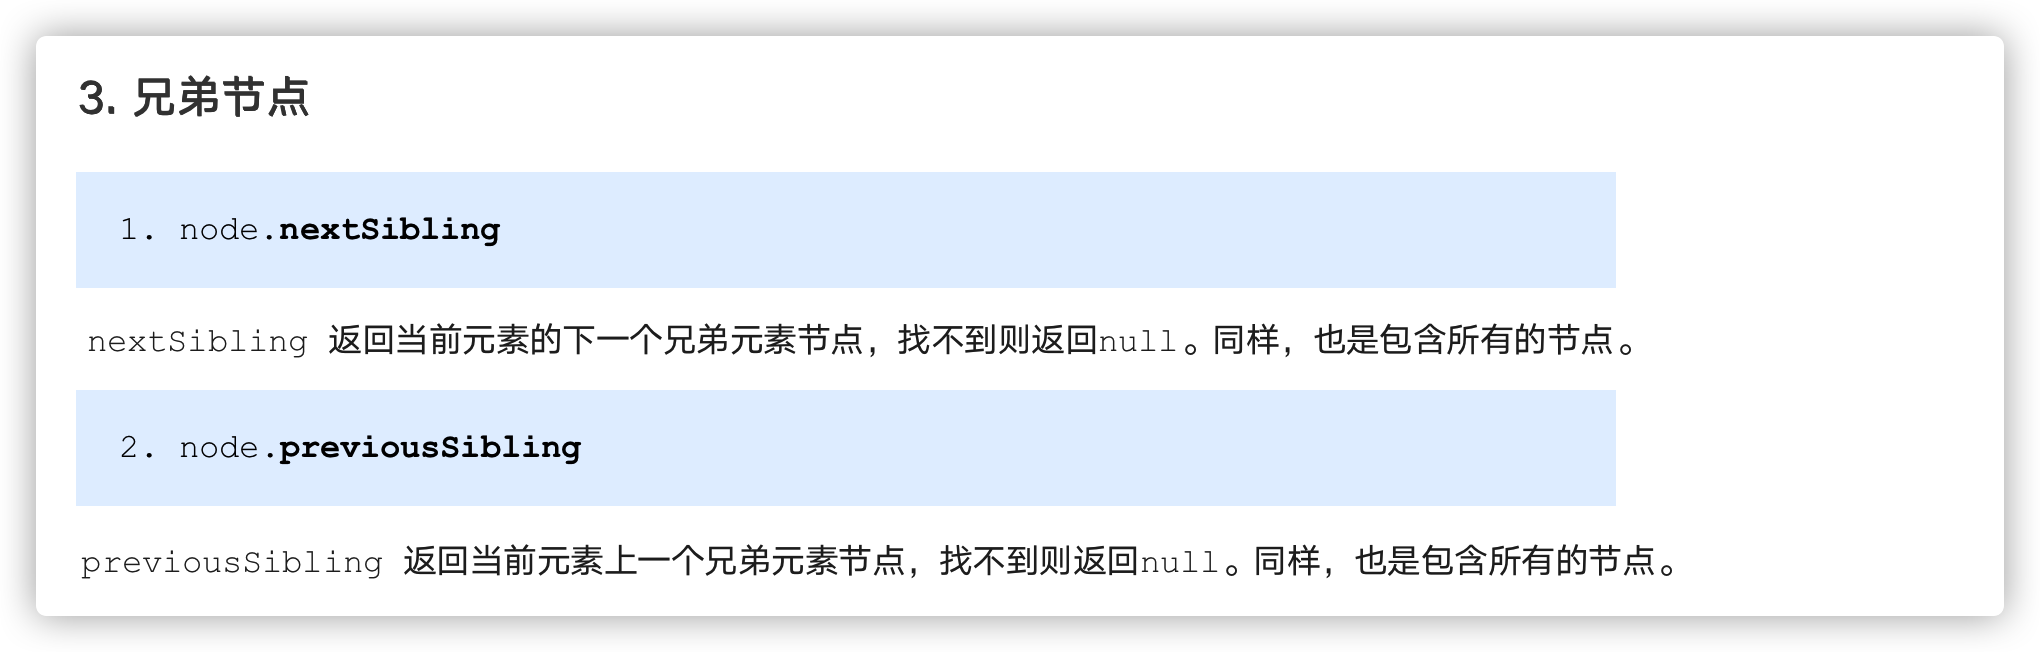 3. 兄弟节点
1. node.nextSibling
nextSibling 返回当前元素的下一个兄弟元素节点，找不到则返回null。同样，也是包含所有的节点。
2. node.previousSibling
previousSibling 返回当前元素上一个兄弟元素节点，找不到则返回null。同样，也是包含所有的节点。